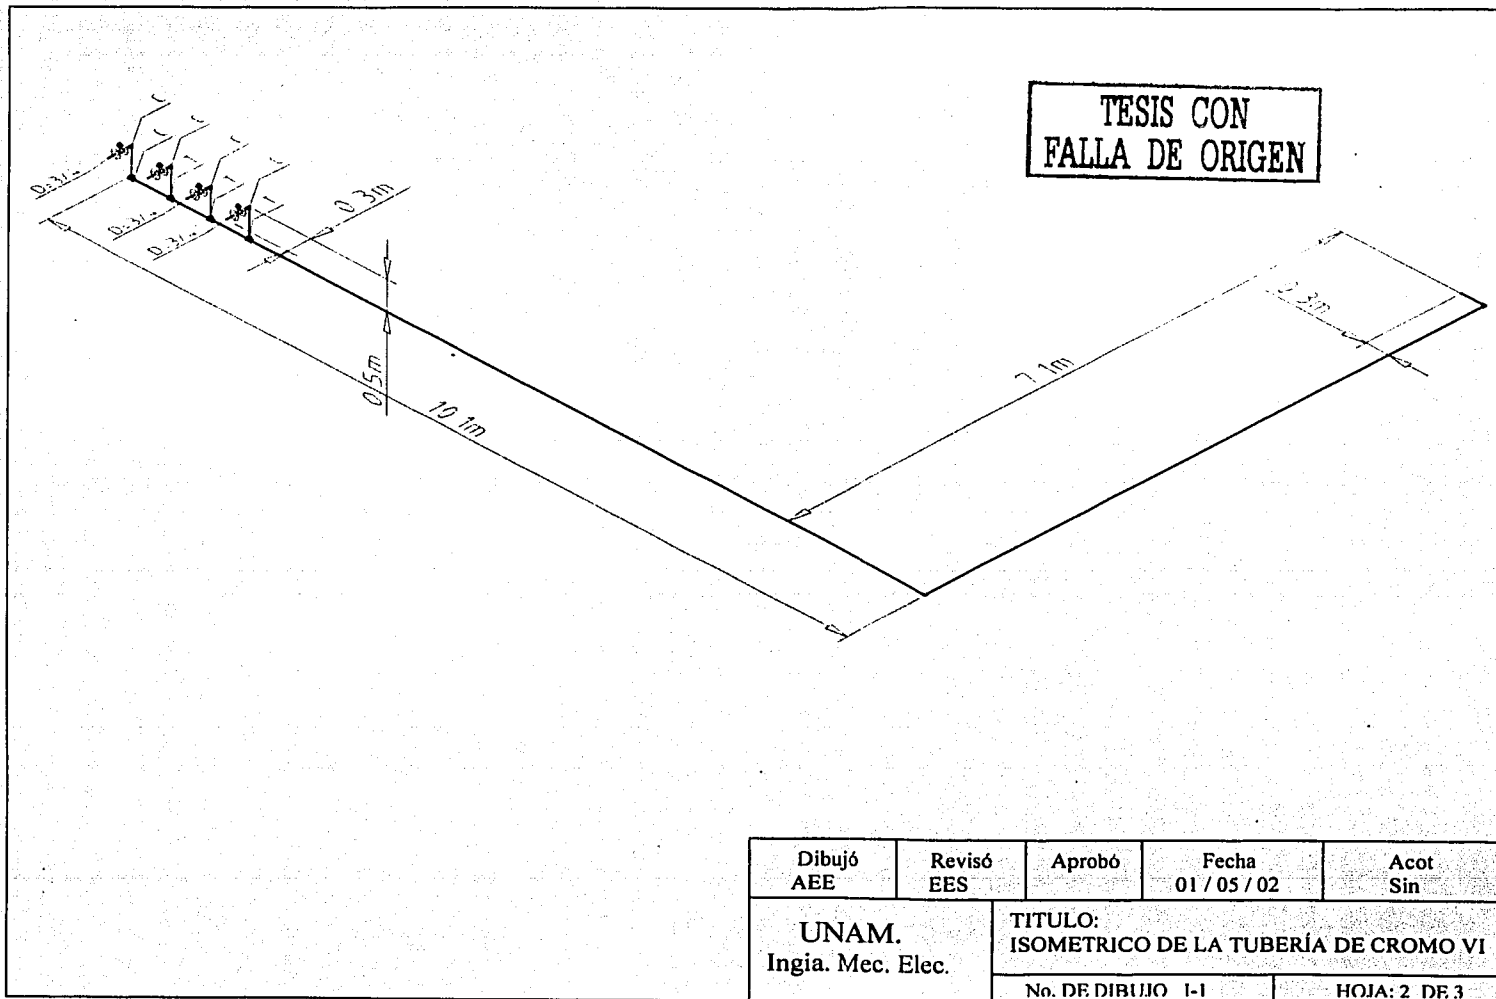 TESIS CON
FALLA DE ORIGEN
0.3m
0.3m
7.1m
0.5m
10.1m
Dibujó
AEE
Revisó
EES
Aprobó
Fecha
01 / 05 / 02
Acot
Sin
UNAM.
Ingia. Mec. Elec.
TITULO:
ISOMETRICO DE LA TUBERÍA DE CROMO VI
No. DE DIBUJO I-1
HOJA: 2 DE 3